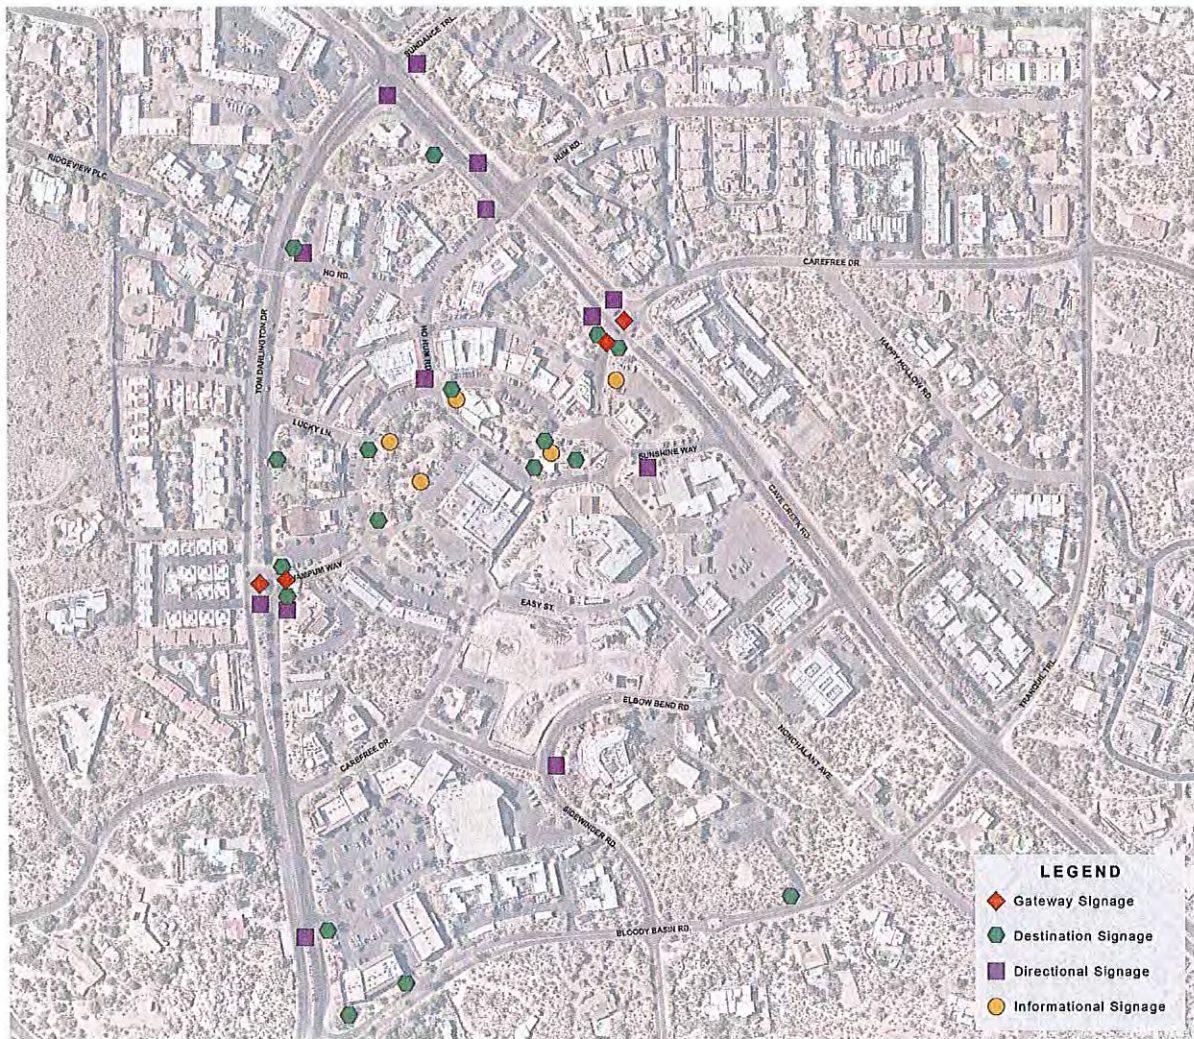 SUNDANCE TRL.
HUM RD.
RIDGEVIEW PLC.
CAREFREE DR.
HO RD.
TOM DARLINGTON DR.
HO HUM RD.
HAPPY HOLLOW RD.
LUCKY LN.
SUNSHINE WAY
CAVE CREEK RD.
WAMPUM WAY
EASY ST.
TRANQUIL TRL.
ELBOW BEND RD
NONCHALANT AVE.
CAREFREE DR.
SIDEWINDER RD.
BLOODY BASIN RD.
LEGEND
Gateway Signage
Destination Signage
Directional Signage
Informational Signage